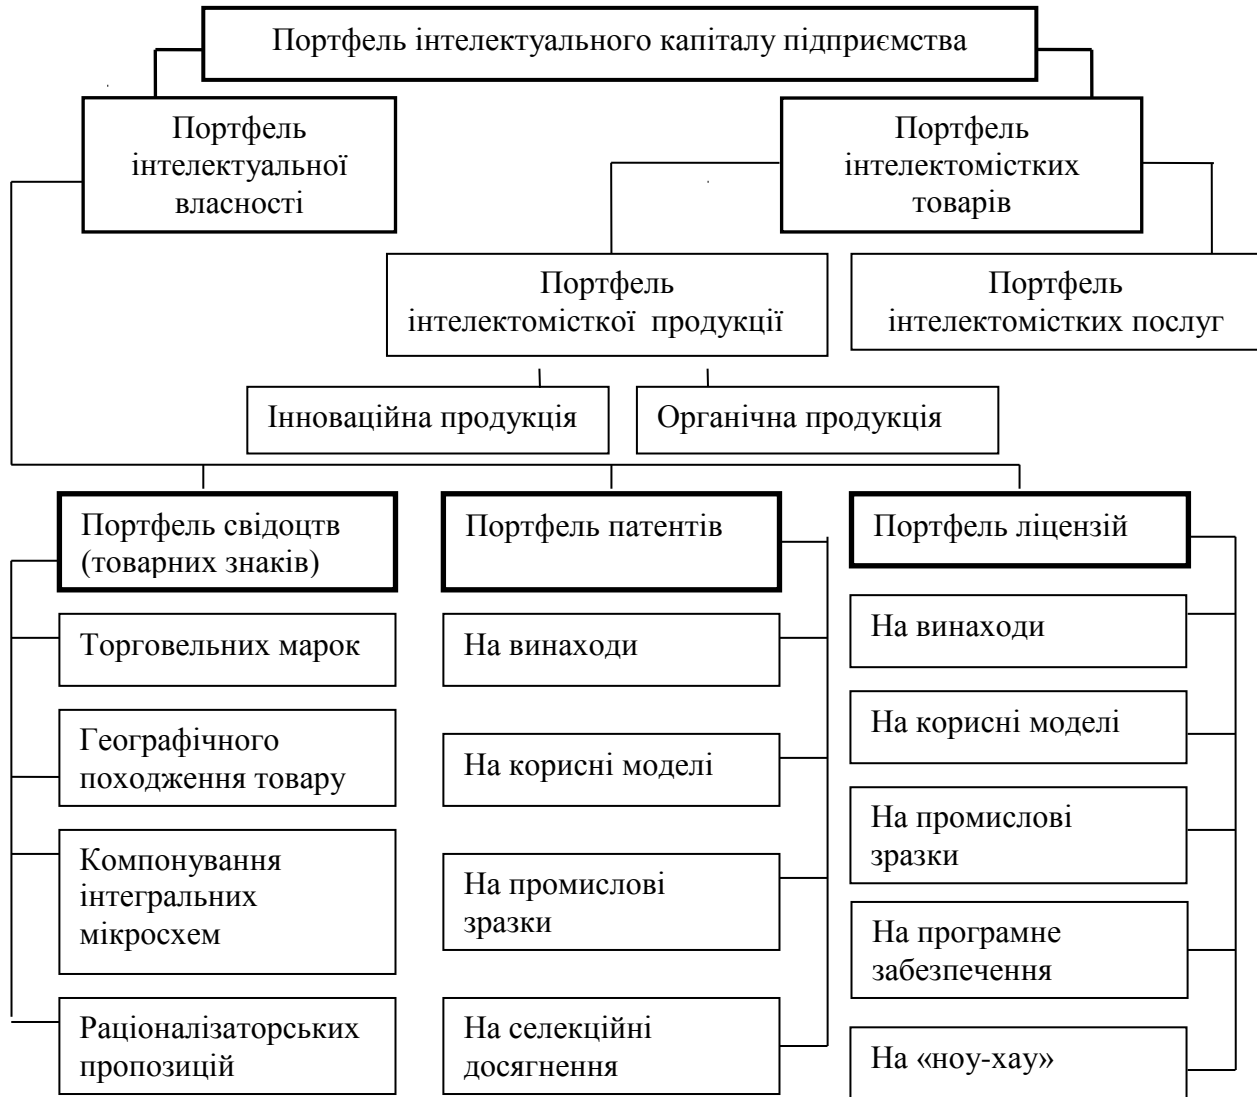 Портфель інтелектуального капіталу підприємства
Портфель
інтелектуальної
власності
Портфель
інтелектомістких
товарів
Портфель
інтелектомісткої продукції
Портфель
інтелектомістких послуг
Інноваційна продукція
Органічна продукція
Портфель свідоцтв
(товарних знаків)
Портфель патентів
Портфель ліцензій
Торговельних марок
Географічного
походження товару
Компонування
інтегральних
мікросхем
Раціоналізаторських
пропозицій
На винаходи
На корисні моделі
На промислові
зразки
На селекційні
досягнення
На винаходи
На корисні моделі
На промислові
зразки
На програмне
забезпечення
На «ноу-хау»